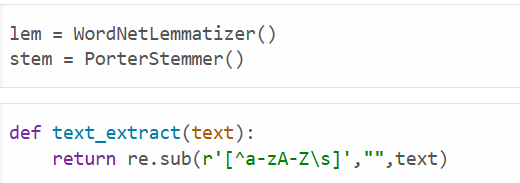 lem = WordNetLemmatizer()
stem = PorterStemmer()
def text_extract(text):
    return re.sub(r'[^a-zA-Z\s]',"",text)